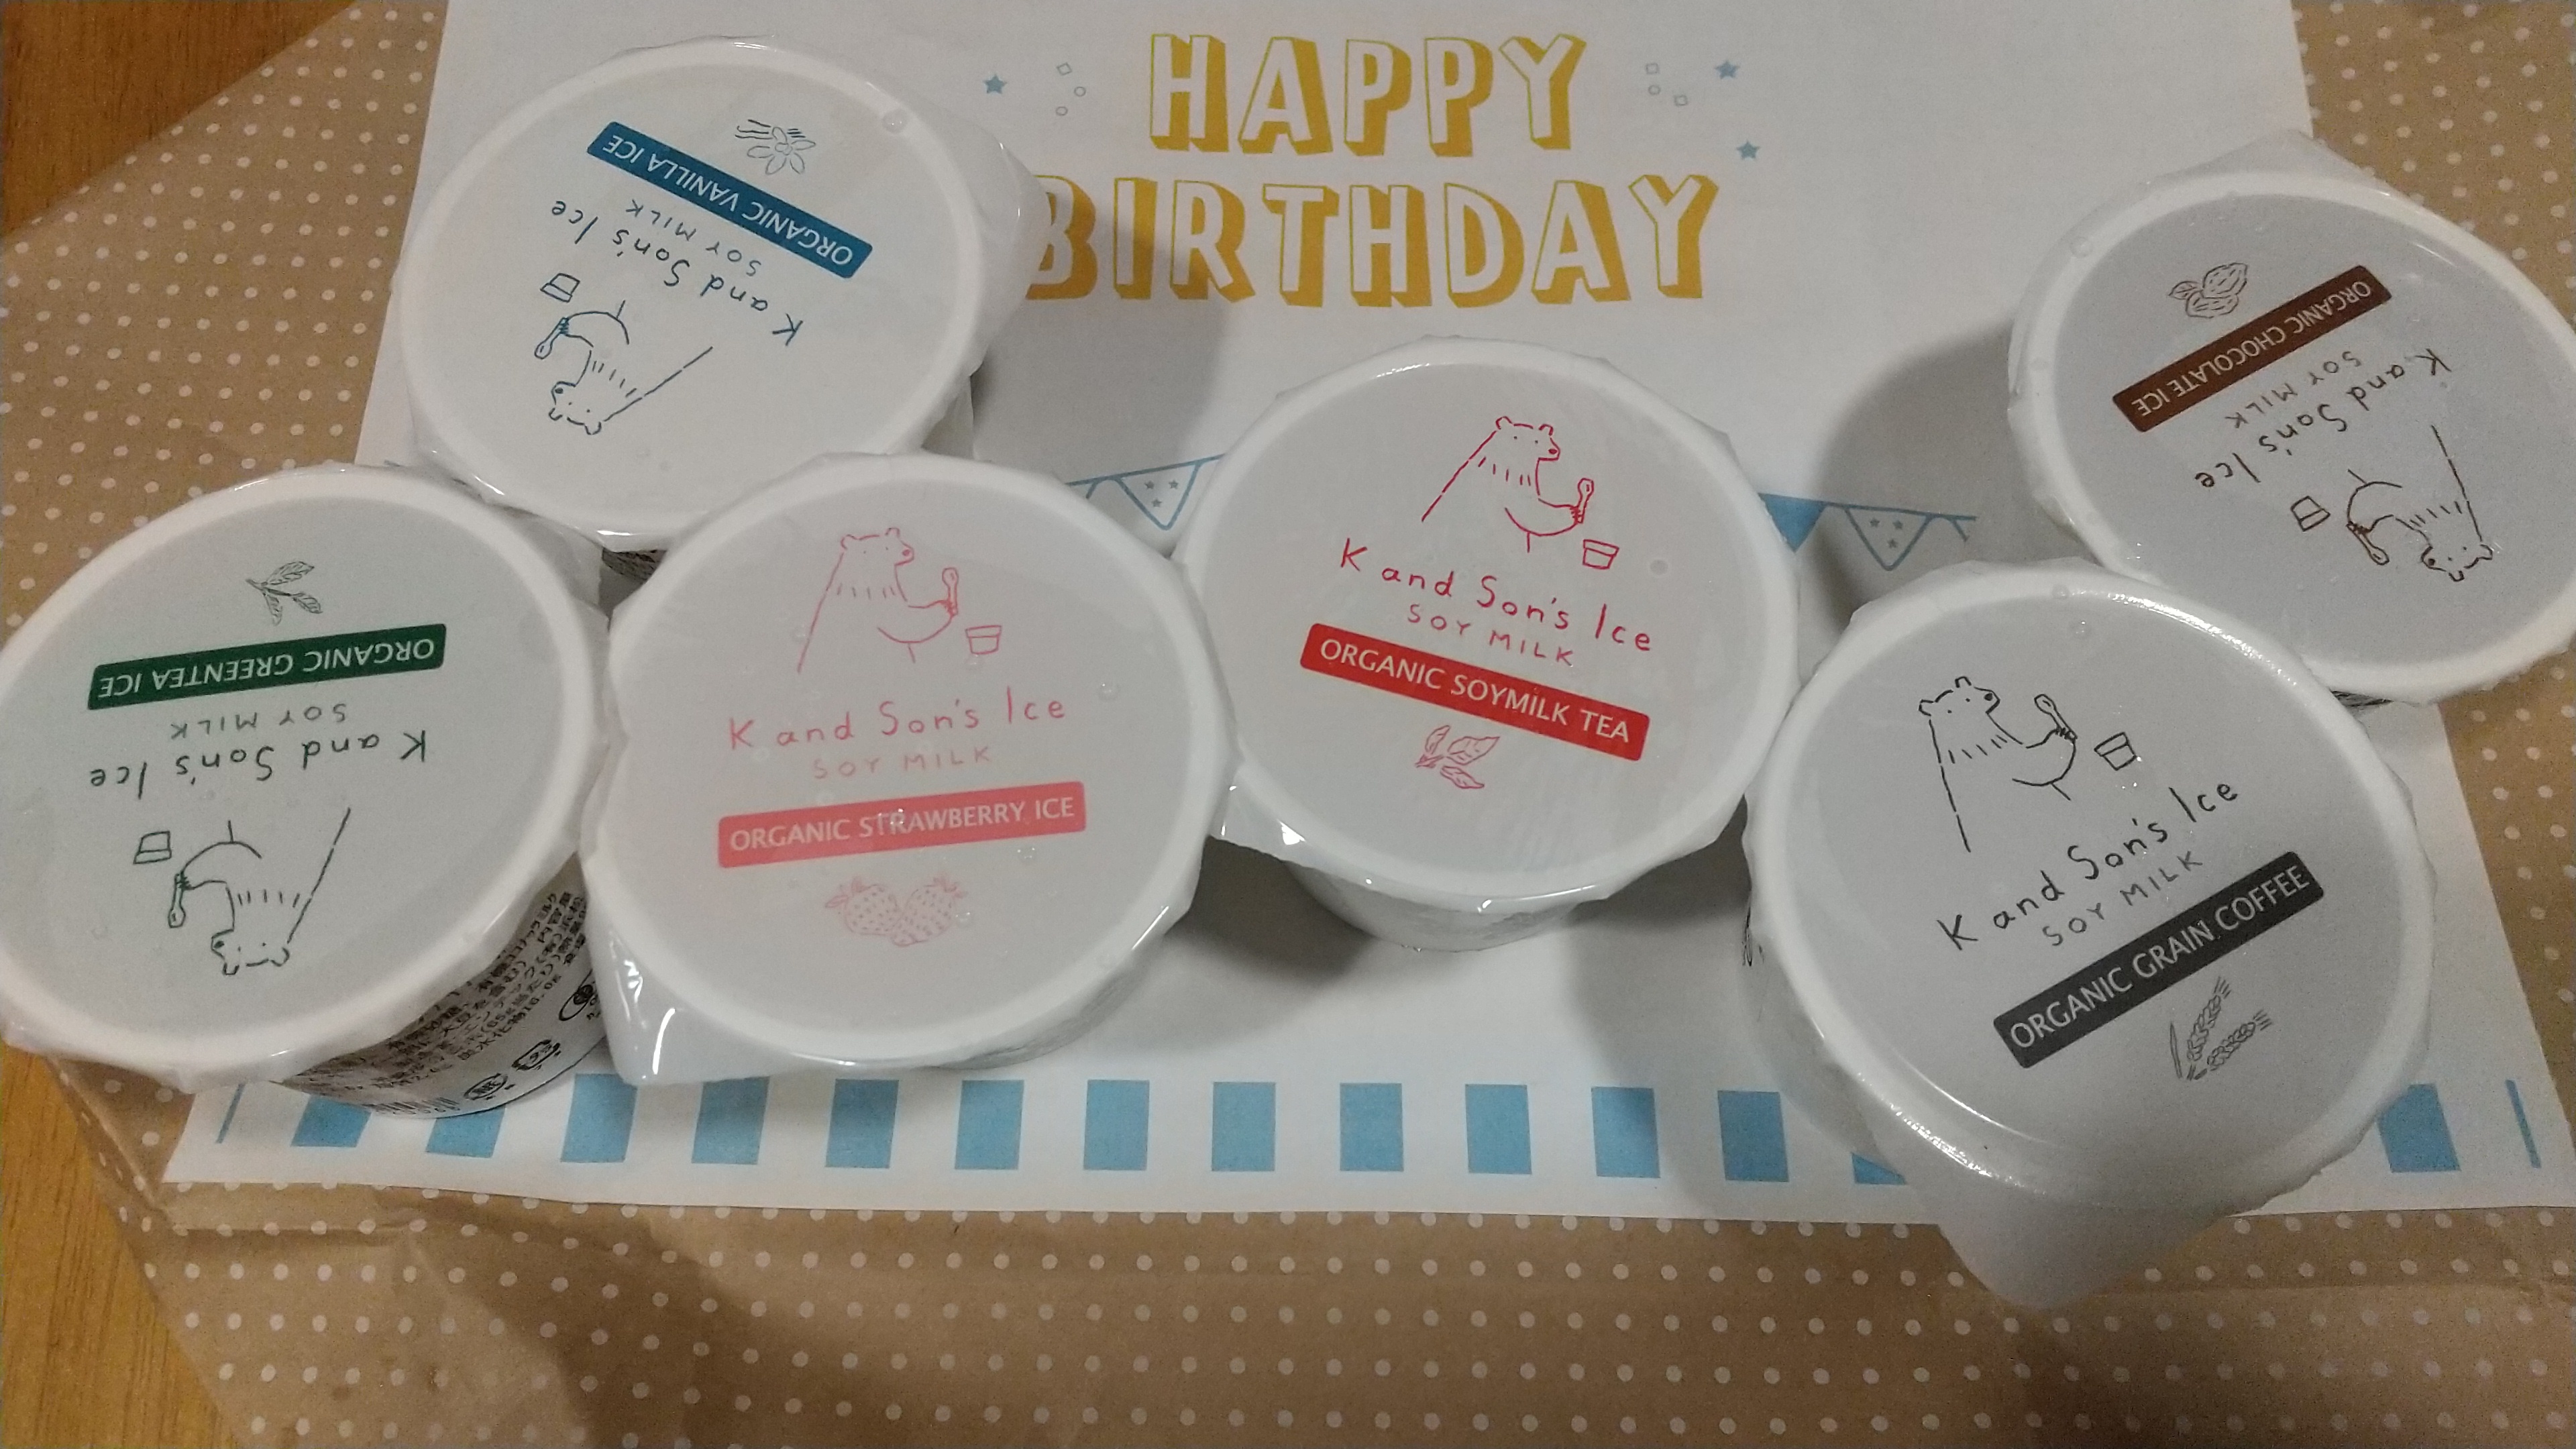 HAPPY
BIRTHDAY
K and Son's Ice
SOY MILK
ORGANIC VANILLA ICE
K and Son's Ice
SOY MILK
ORGANIC CHOCOLATE ICE
K and Son's Ice
SOY MILK
ORGANIC GREENTEA ICE
K and Son's Ice
SOY MILK
ORGANIC STRAWBERRY ICE
K and Son's Ice
SOY MILK
ORGANIC SOYMILK TEA
K and Son's Ice
SOY MILK
ORGANIC GRAIN COFFEE